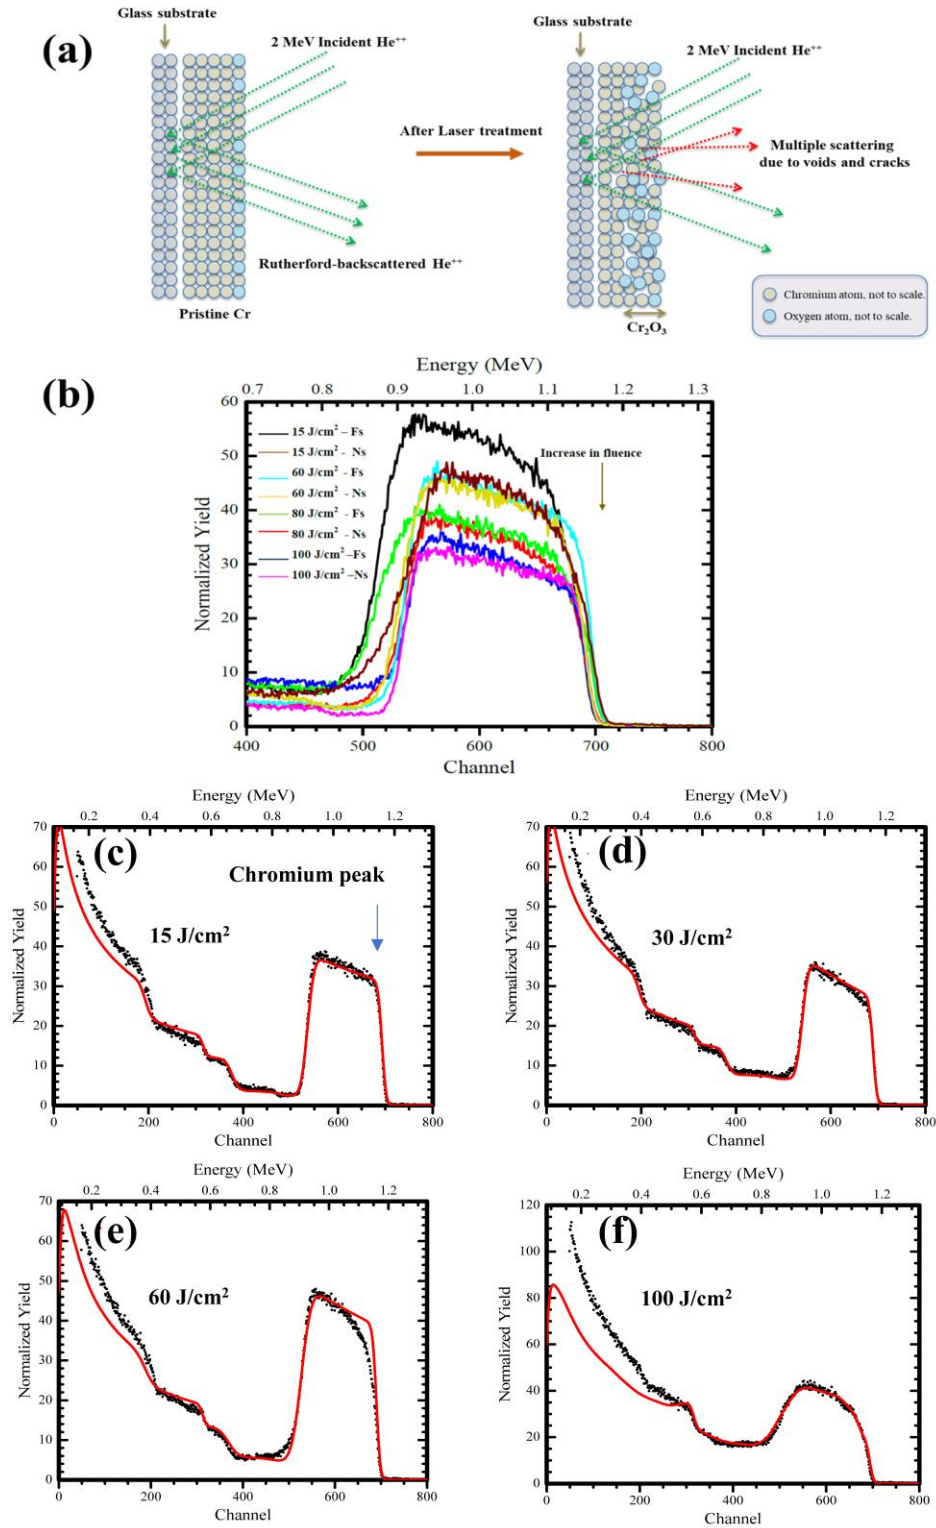 (a)
Glass substrate
2 MeV Incident He++
Rutherford-backscattered He++
Pristine Cr
After Laser treatment
Glass substrate
2 MeV Incident He++
Multiple scattering
due to voids and cracks
Cr2O3
Chromium atom, not to scale.
Oxygen atom, not to scale.
(b)
Energy (MeV)
0.7 0.8 0.9 1.0 1.1 1.2 1.3
60
50
40
30
20
10
0
Normalized Yield
15 J/cm2 – Fs
15 J/cm2 - Ns
60 J/cm2 - Fs
60 J/cm2 - Ns
80 J/cm2 - Fs
80 J/cm2 - Ns
100 J/cm2 –Fs
100 J/cm2 –Ns
Increase in fluence
400 500 600 700 800
Channel
Energy (MeV)
0.2 0.4 0.6 0.8 1.0 1.2
(c)
Chromium peak
15 J/cm2
70
60
50
40
30
20
10
0
Normalized Yield
0 200 400 600 800
Channel
Energy (MeV)
0.2 0.4 0.6 0.8 1.0 1.2
(d)
30 J/cm2
70
60
50
40
30
20
10
0
Normalized Yield
0 200 400 600 800
Channel
Energy (MeV)
0.2 0.4 0.6 0.8 1.0 1.2
(e)
60 J/cm2
70
60
50
40
30
20
10
0
Normalized Yield
0 200 400 600 800
Channel
Energy (MeV)
0.2 0.4 0.6 0.8 1.0 1.2
(f)
100 J/cm2
120
100
80
60
40
20
0
Normalized Yield
0 200 400 600 800
Channel